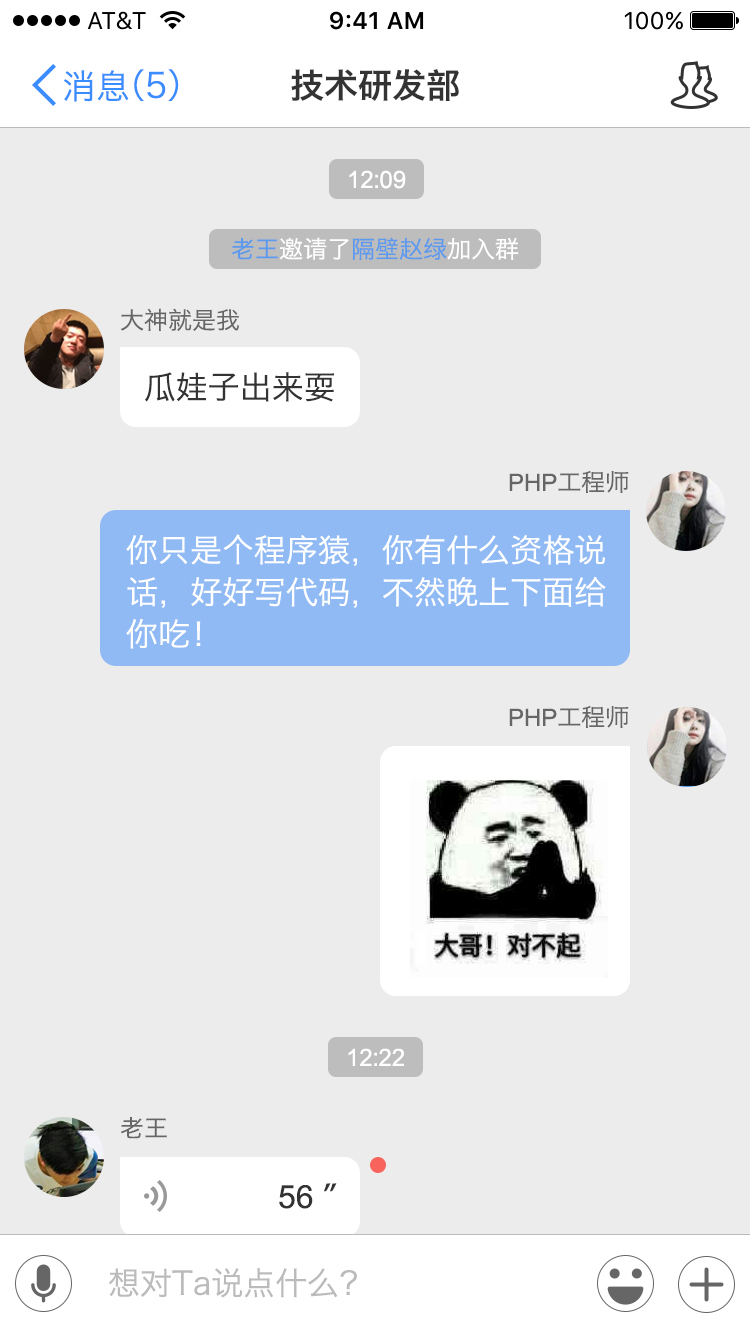 AT&T 9:41 AM 100%
消息(5) 技术研发部
12:09
老王邀请了隔壁赵绿加入群
大神就是我
瓜娃子出来耍
PHP工程师
你只是个程序猿，你有什么资格说
话，好好写代码，不然晚上下面给
你吃！
PHP工程师
大哥！对不起
12:22
老王
56 ″
想对Ta说点什么？